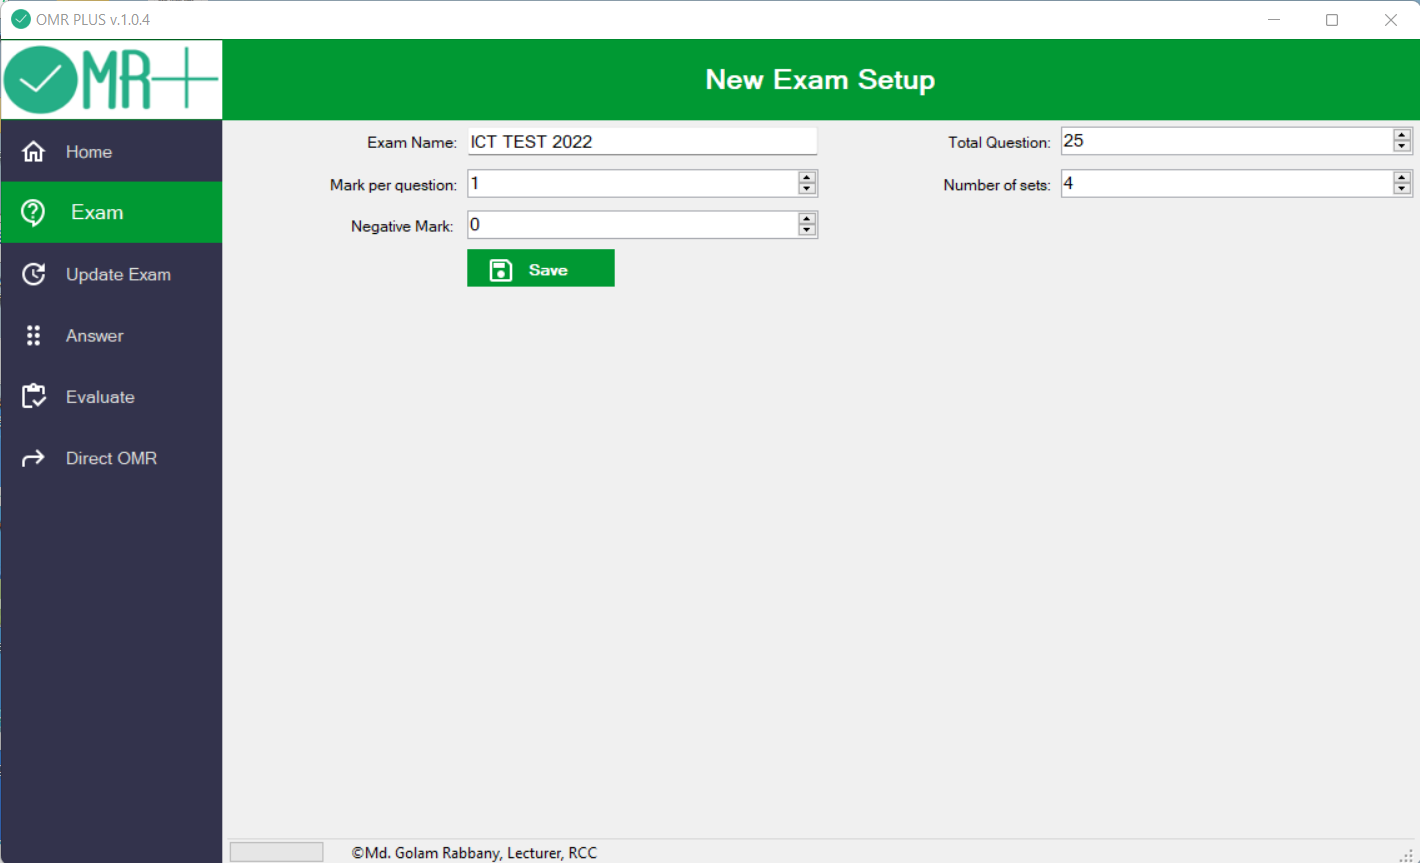 OMR PLUS v.1.0.4
OMR+
New Exam Setup
Home
Exam
Update Exam
Answer
Evaluate
Direct OMR
Exam Name: ICT TEST 2022
Total Question: 25
Mark per question: 1
Number of sets: 4
Negative Mark: 0
Save
©Md. Golam Rabbany, Lecturer, RCC